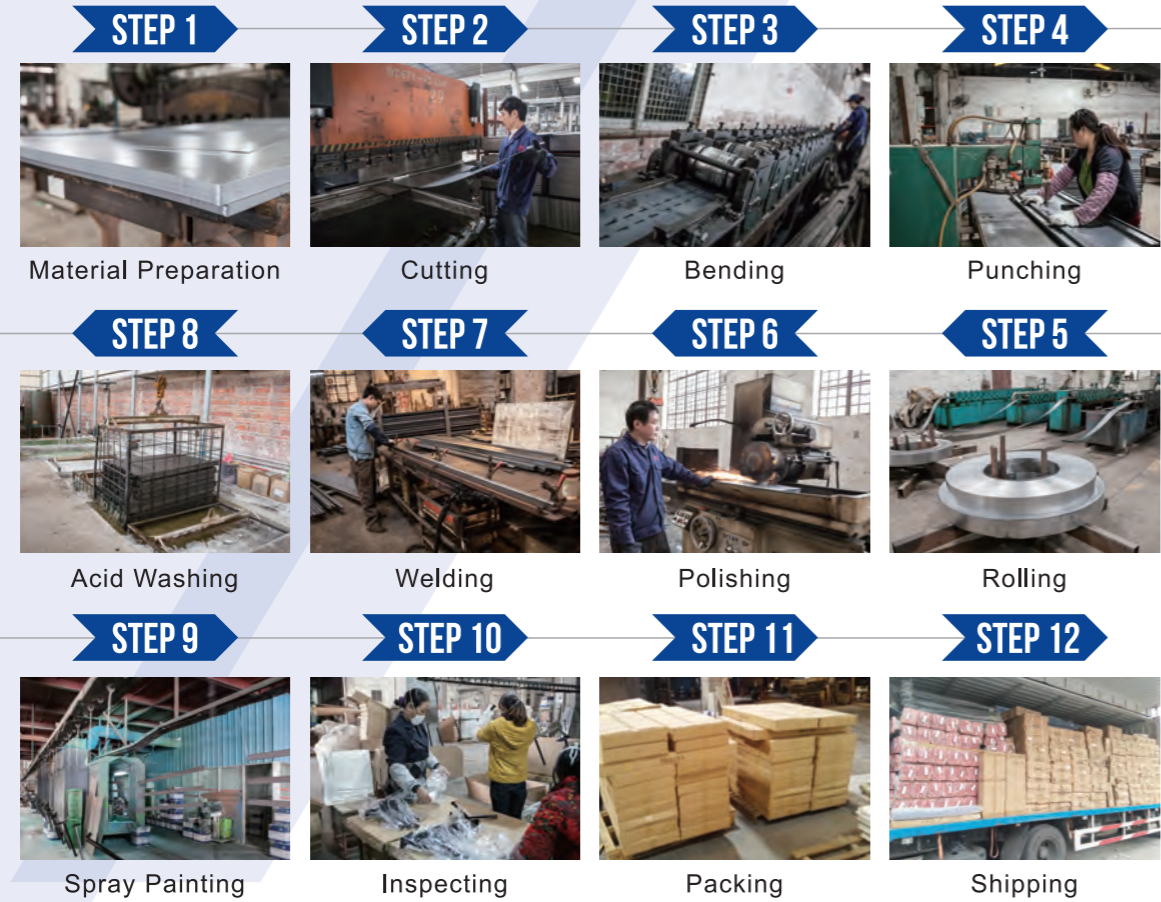 STEP 1
STEP 2
STEP 3
STEP 4
Material Preparation
Cutting
Bending
Punching
STEP 8
STEP 7
STEP 6
STEP 5
Acid Washing
Welding
Polishing
Rolling
STEP 9
STEP 10
STEP 11
STEP 12
Spray Painting
Inspecting
Packing
Shipping